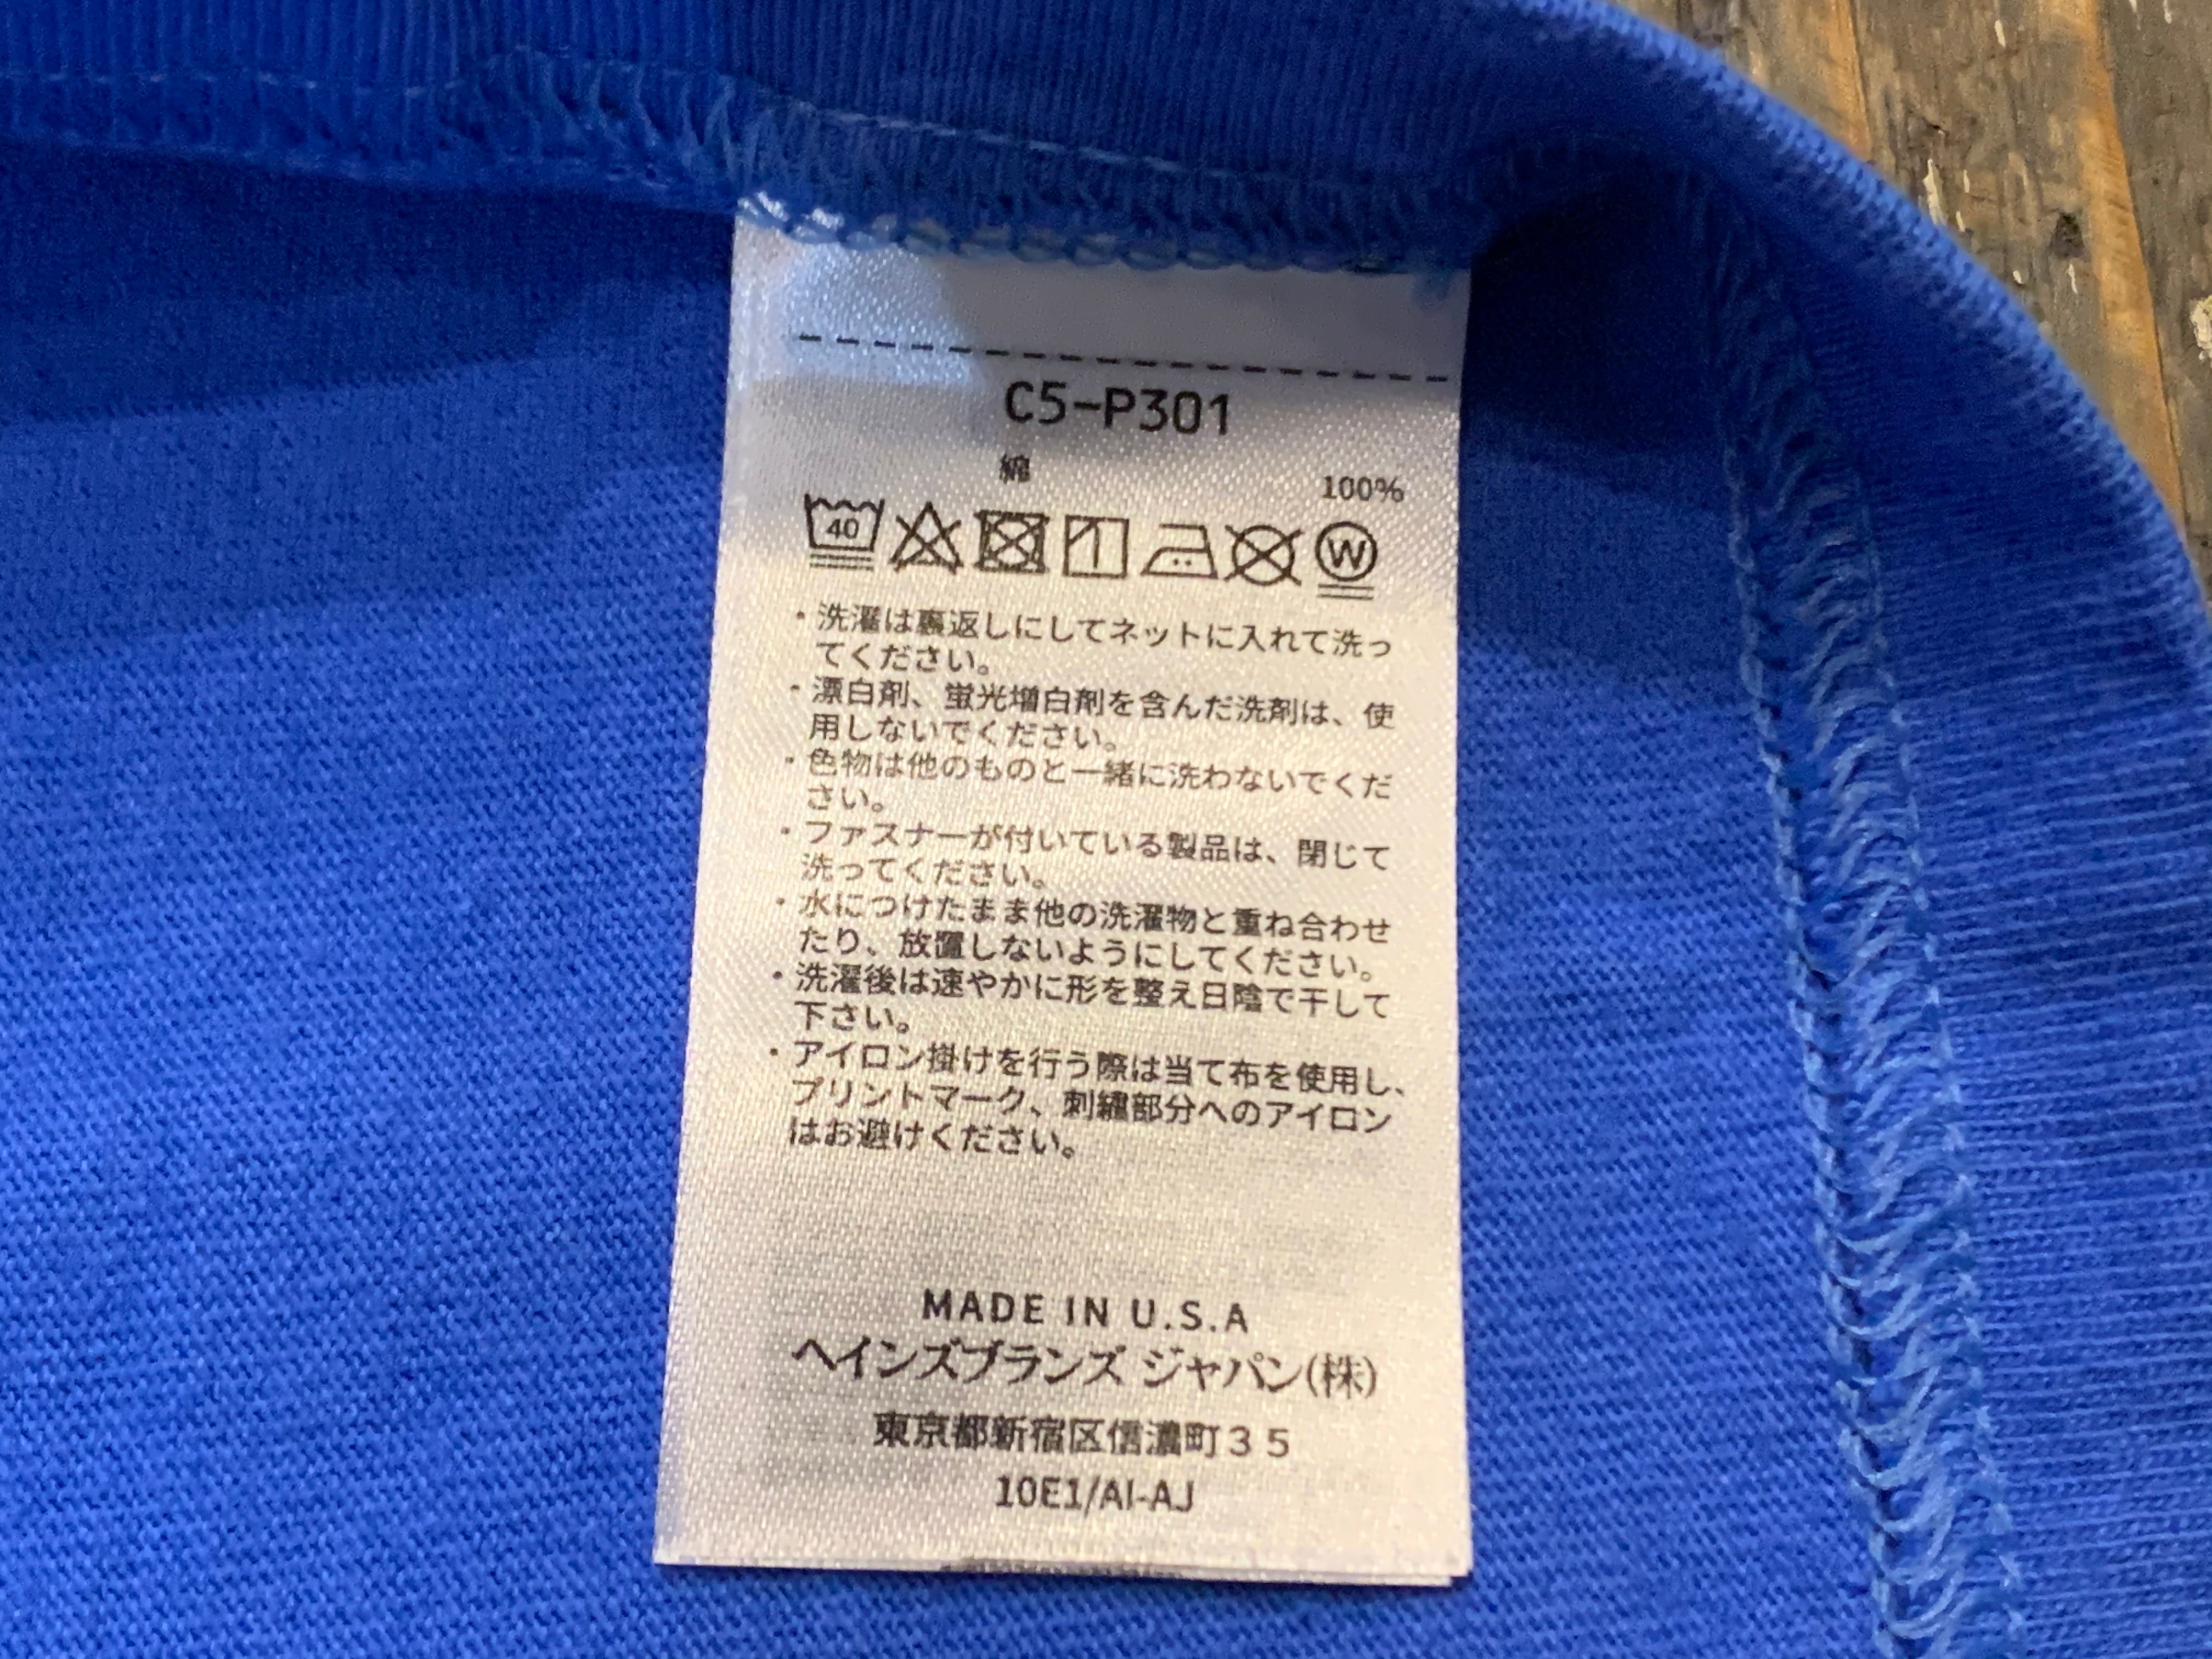 C5-P301
綿 100%
40 W
・洗濯は裏返しにしてネットに入れて洗っ
てください。
・漂白剤、蛍光増白剤を含んだ洗剤は、使
用しないでください。
・色物は他のものと一緒に洗わないでくだ
さい。
・ファスナーが付いている製品は、閉じて
洗ってください。
・水につけたまま他の洗濯物と重ね合わせ
たり、放置しないようにしてください。
・洗濯後は速やかに形を整え日陰で干して
下さい。
・アイロン掛けを行う際は当て布を使用し、
プリントマーク、刺繍部分へのアイロン
はお避けください。
MADE IN U.S.A
ヘインズブランズ ジャパン(株)
東京都新宿区信濃町３５
10E1/AI-AJ